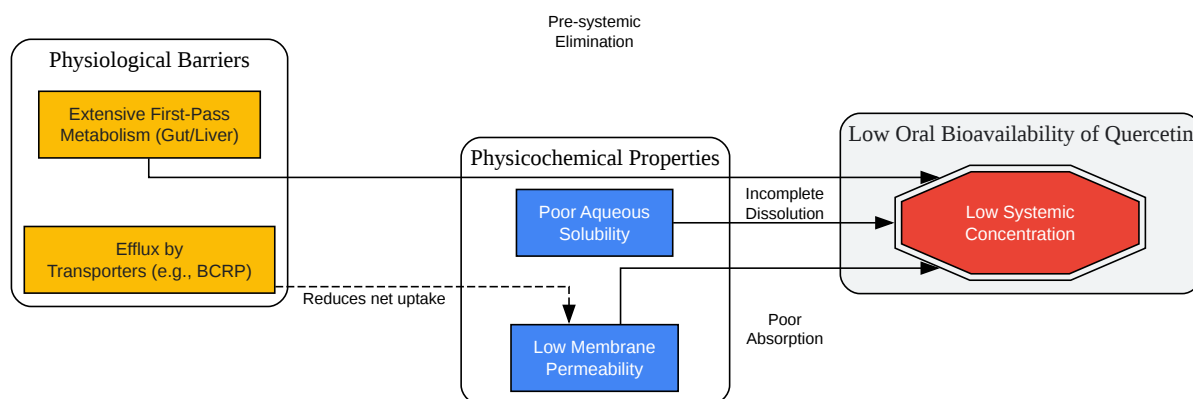 Pre-systemic
Elimination
Physiological Barriers
Extensive First-Pass
Metabolism (Gut/Liver)
Efflux by
Transporters (e.g., BCRP)
Reduces net uptake
Physicochemical Properties
Poor Aqueous
Solubility
Low Membrane
Permeability
Incomplete
Dissolution
Poor
Absorption
Low Oral Bioavailability of Quercetin
Low Systemic
Concentration